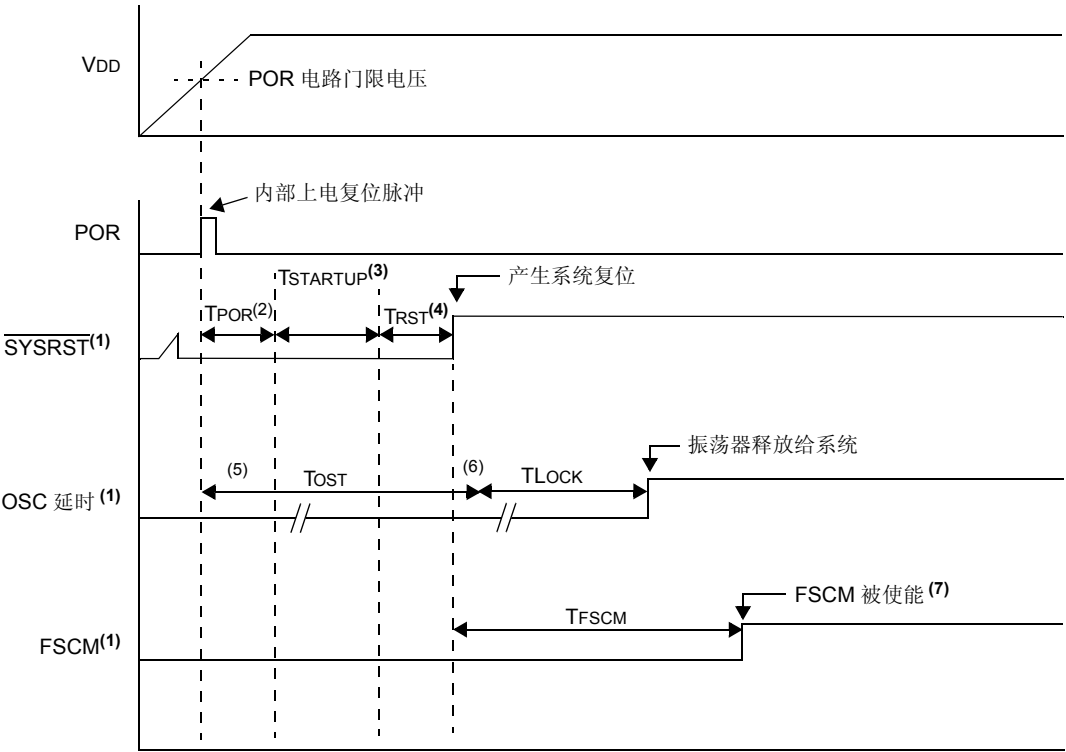 VDD
POR 电路门限电压
内部上电复位脉冲
POR
TSTARTUP(3)
产生系统复位
TPOR(2)
TRST(4)
SYSRST(1)
振荡器释放给系统
(5)
TOST
(6)
TLOCK
OSC 延时(1)
FSCM 被使能(7)
TFSCM
FSCM(1)